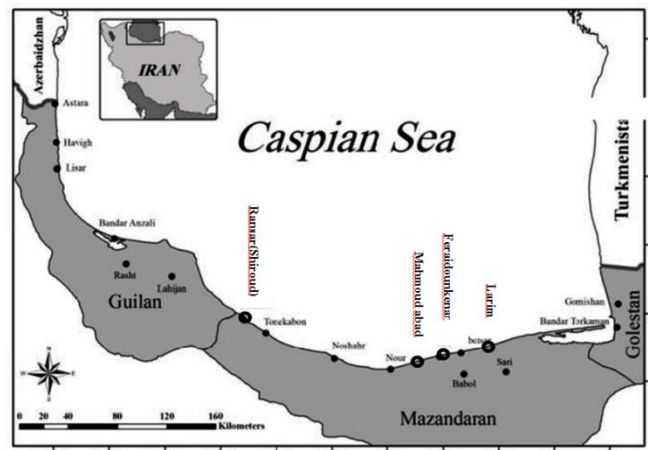 Azerbaidzhan
IRAN
Astara
Havigh
Lisar
Caspian Sea
Turkmenista
Bandar Anzali
Rasht
Lahijan
Guilan
Ramsar(Shiroud)
Tonekabon
Noshahr
Nour
Mahmoud abad
Feraidounkenar
Larim
Babol
Sari
Gomishan
Bandar Torkaman
Golestan
Mazandaran
N
W
E
S
0 20 40 80 120 160
Kilometers